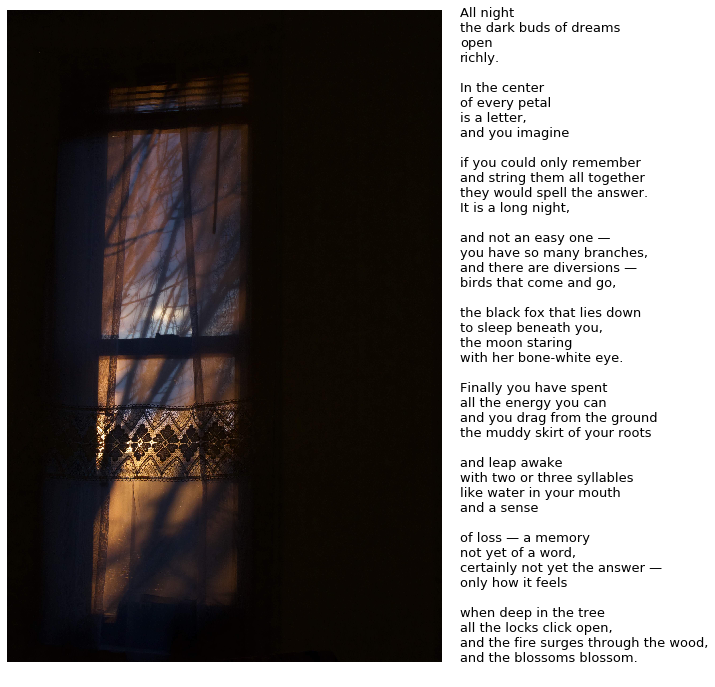 All night
the dark buds of dreams
open
richly.

In the center
of every petal
is a letter,
and you imagine

if you could only remember
and string them all together
they would spell the answer.
It is a long night,

and not an easy one —
you have so many branches,
and there are diversions —
birds that come and go,

the black fox that lies down
to sleep beneath you,
the moon staring
with her bone-white eye.

Finally you have spent
all the energy you can
and you drag from the ground
the muddy skirt of your roots

and leap awake
with two or three syllables
like water in your mouth
and a sense

of loss — a memory
not yet of a word,
certainly not yet the answer —
only how it feels

when deep in the tree
all the locks click open,
and the fire surges through the wood,
and the blossoms blossom.